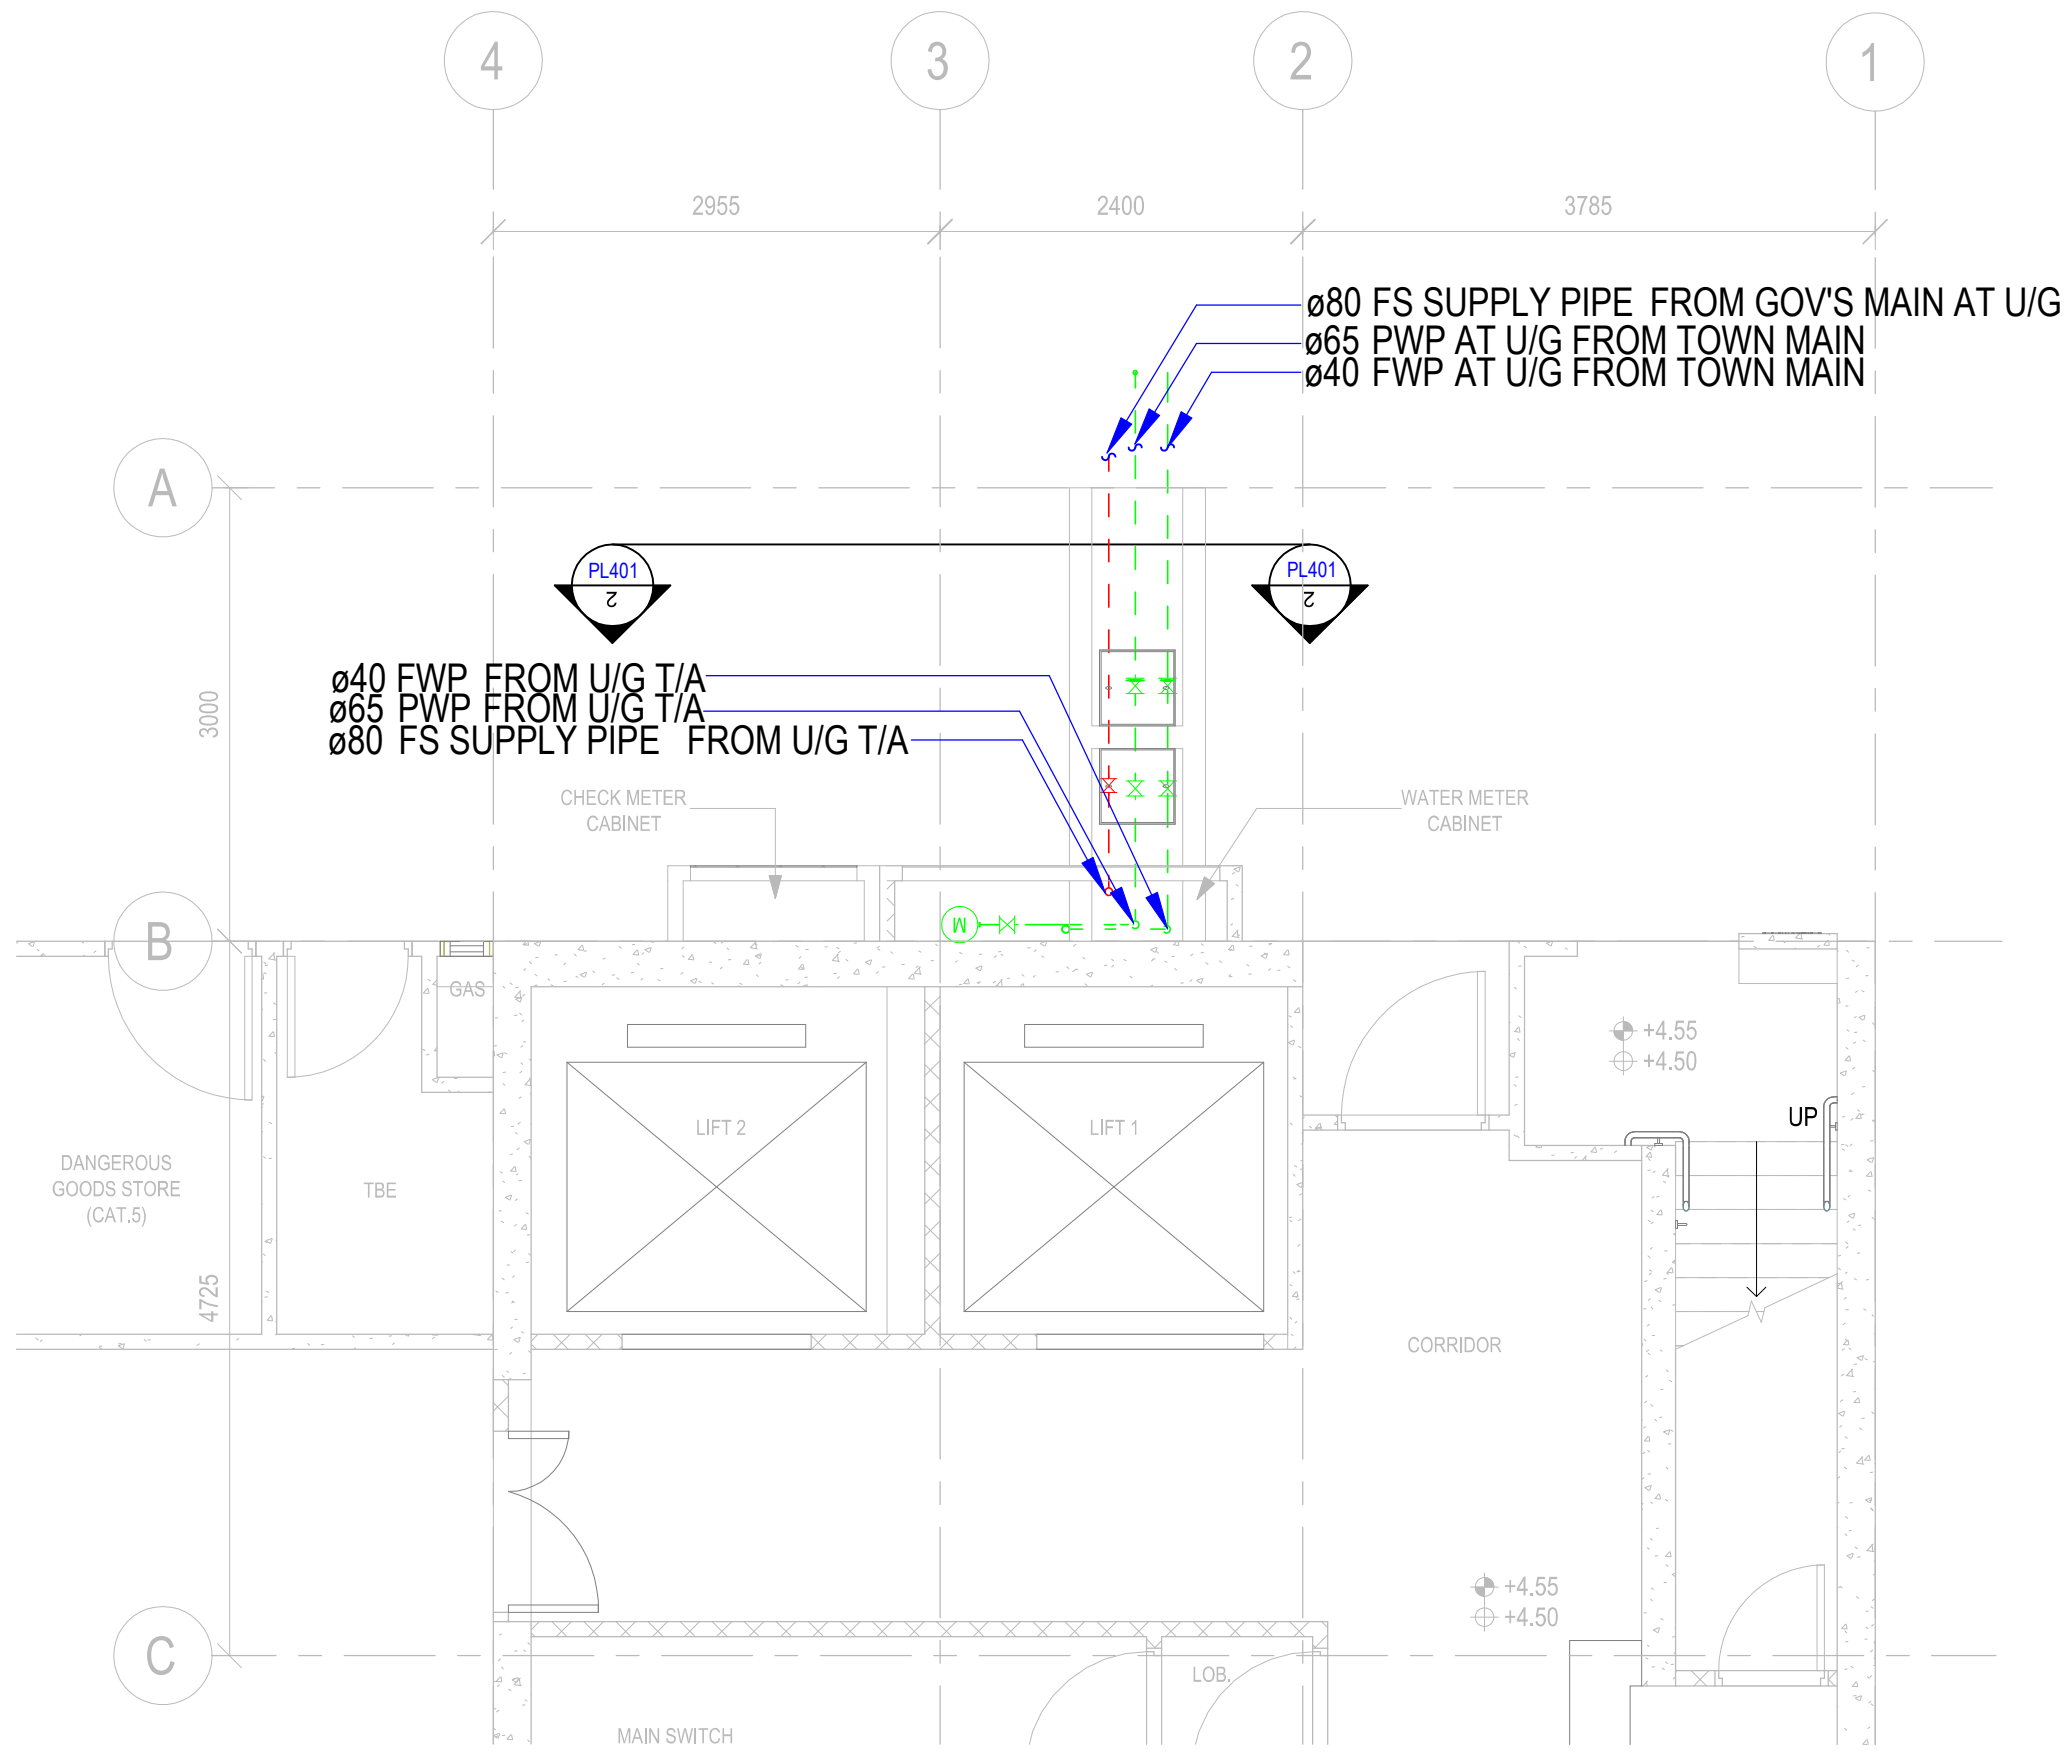 4
3
2
1
2955
2400
3785
ø80 FS SUPPLY PIPE FROM GOV'S MAIN AT U/G
ø65 PWP AT U/G FROM TOWN MAIN
ø40 FWP AT U/G FROM TOWN MAIN
A
PL401
2
PL401
2
ø40 FWP FROM U/G T/A
ø65 PWP FROM U/G T/A
ø80 FS SUPPLY PIPE FROM U/G T/A
3000
CHECK METER
CABINET
WATER METER
CABINET
B
M
GAS
+4.55
+4.50
UP
LIFT 2
LIFT 1
DANGEROUS
GOODS STORE
(CAT.5)
TBE
4725
CORRIDOR
+4.55
+4.50
C
LOB.
MAIN SWITCH